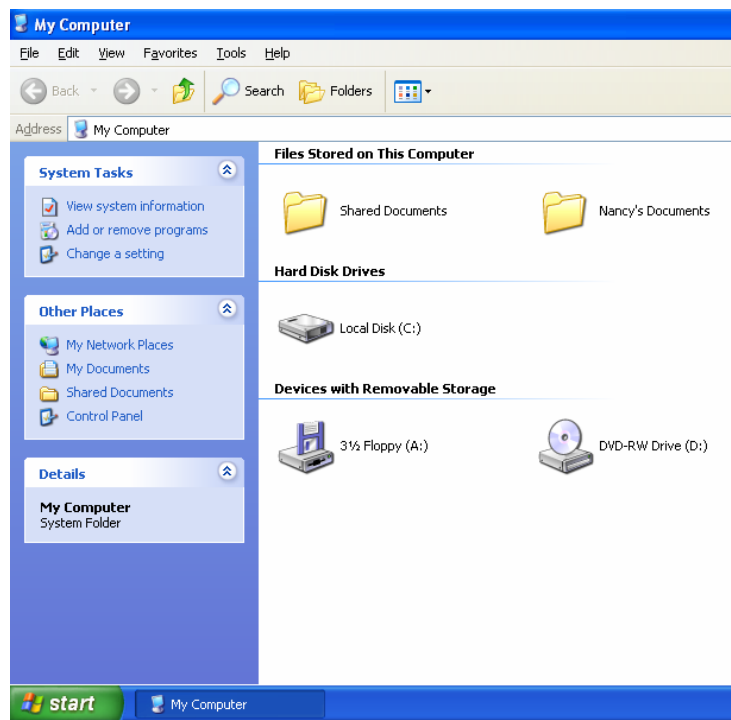 My Computer
File Edit View Favorites Tools Help
Back Search Folders
Address My Computer
System Tasks
View system information
Add or remove programs
Change a setting
Other Places
My Network Places
My Documents
Shared Documents
Control Panel
Details
My Computer
System Folder
Files Stored on This Computer
Shared Documents Nancy's Documents
Hard Disk Drives
Local Disk (C:)
Devices with Removable Storage
3½ Floppy (A:) DVD-RW Drive (D:)
start My Computer